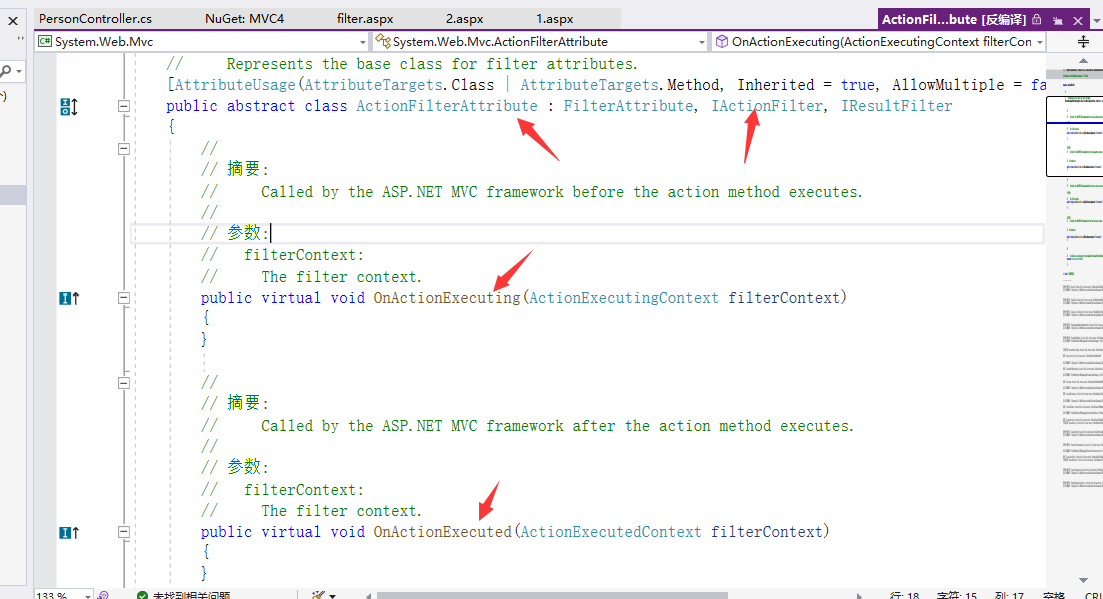 PersonController.cs NuGet: MVC4 filter.aspx 2.aspx 1.aspx ActionFil...bute [反编译]
C# System.Web.Mvc System.Web.Mvc.ActionFilterAttribute OnActionExecuting(ActionExecutingContext filterCon
// Represents the base class for filter attributes.
[AttributeUsage(AttributeTargets.Class | AttributeTargets.Method, Inherited = true, AllowMultiple = fa
public abstract class ActionFilterAttribute : FilterAttribute, IActionFilter, IResultFilter
{
//
// 摘要:
// Called by the ASP.NET MVC framework before the action method executes.
//
// 参数:
// filterContext:
// The filter context.
public virtual void OnActionExecuting(ActionExecutingContext filterContext)
{
}
//
// 摘要:
// Called by the ASP.NET MVC framework after the action method executes.
//
// 参数:
// filterContext:
// The filter context.
public virtual void OnActionExecuted(ActionExecutedContext filterContext)
{
}
133 % 未找到相关问题 行: 18 字符: 15 列: 17 空格 CRL